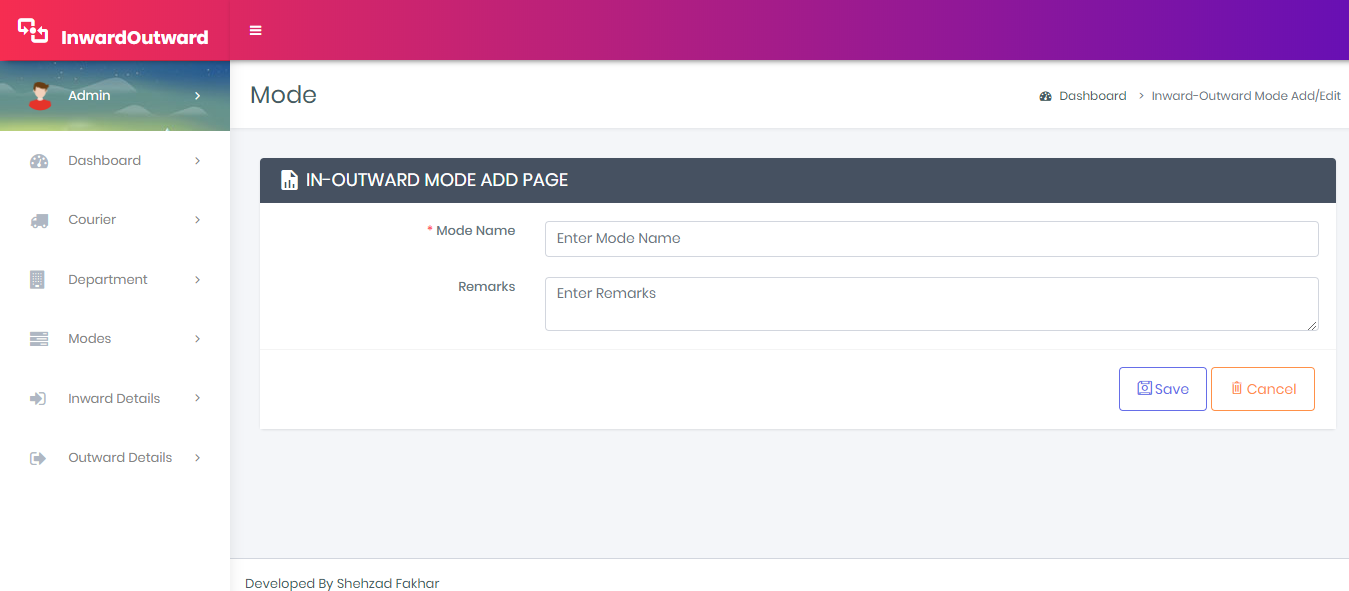 InwardOutward
Admin
Mode
Dashboard > Inward-Outward Mode Add/Edit
Dashboard
Courier
Department
Modes
Inward Details
Outward Details
IN-OUTWARD MODE ADD PAGE
* Mode Name
Enter Mode Name
Remarks
Enter Remarks
Save
Cancel
Developed By Shehzad Fakhar